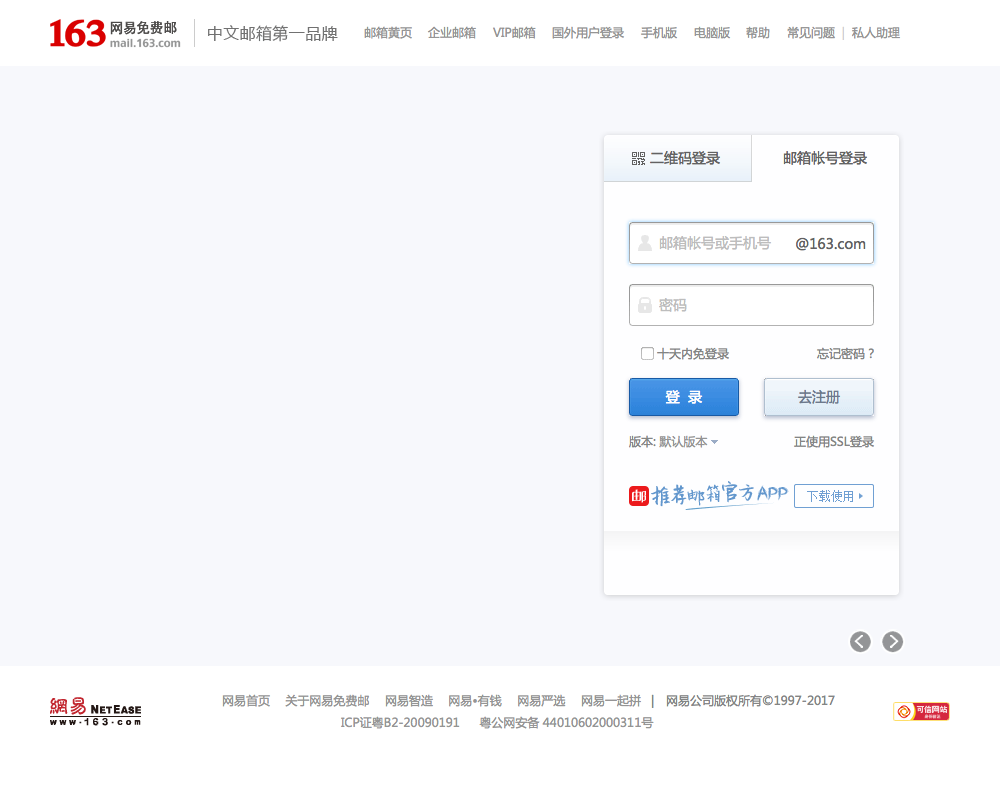 163 网易免费邮 mail.163.com 中文邮箱第一品牌 邮箱黄页 企业邮箱 VIP邮箱 国外用户登录 手机版 电脑版 帮助 常见问题 | 私人助理
二维码登录 邮箱帐号登录
邮箱帐号或手机号 @163.com
密码
十天内免登录 忘记密码？
登 录 去注册
版本: 默认版本 正使用SSL登录
邮 推荐邮箱官方APP 下载使用
網易 NETEASE www.163.com
网易首页 关于网易免费邮 网易智造 网易•有钱 网易严选 网易一起拼 | 网易公司版权所有©1997-2017
ICP证粤B2-20090191 粤公网安备 44010602000311号
可信网站